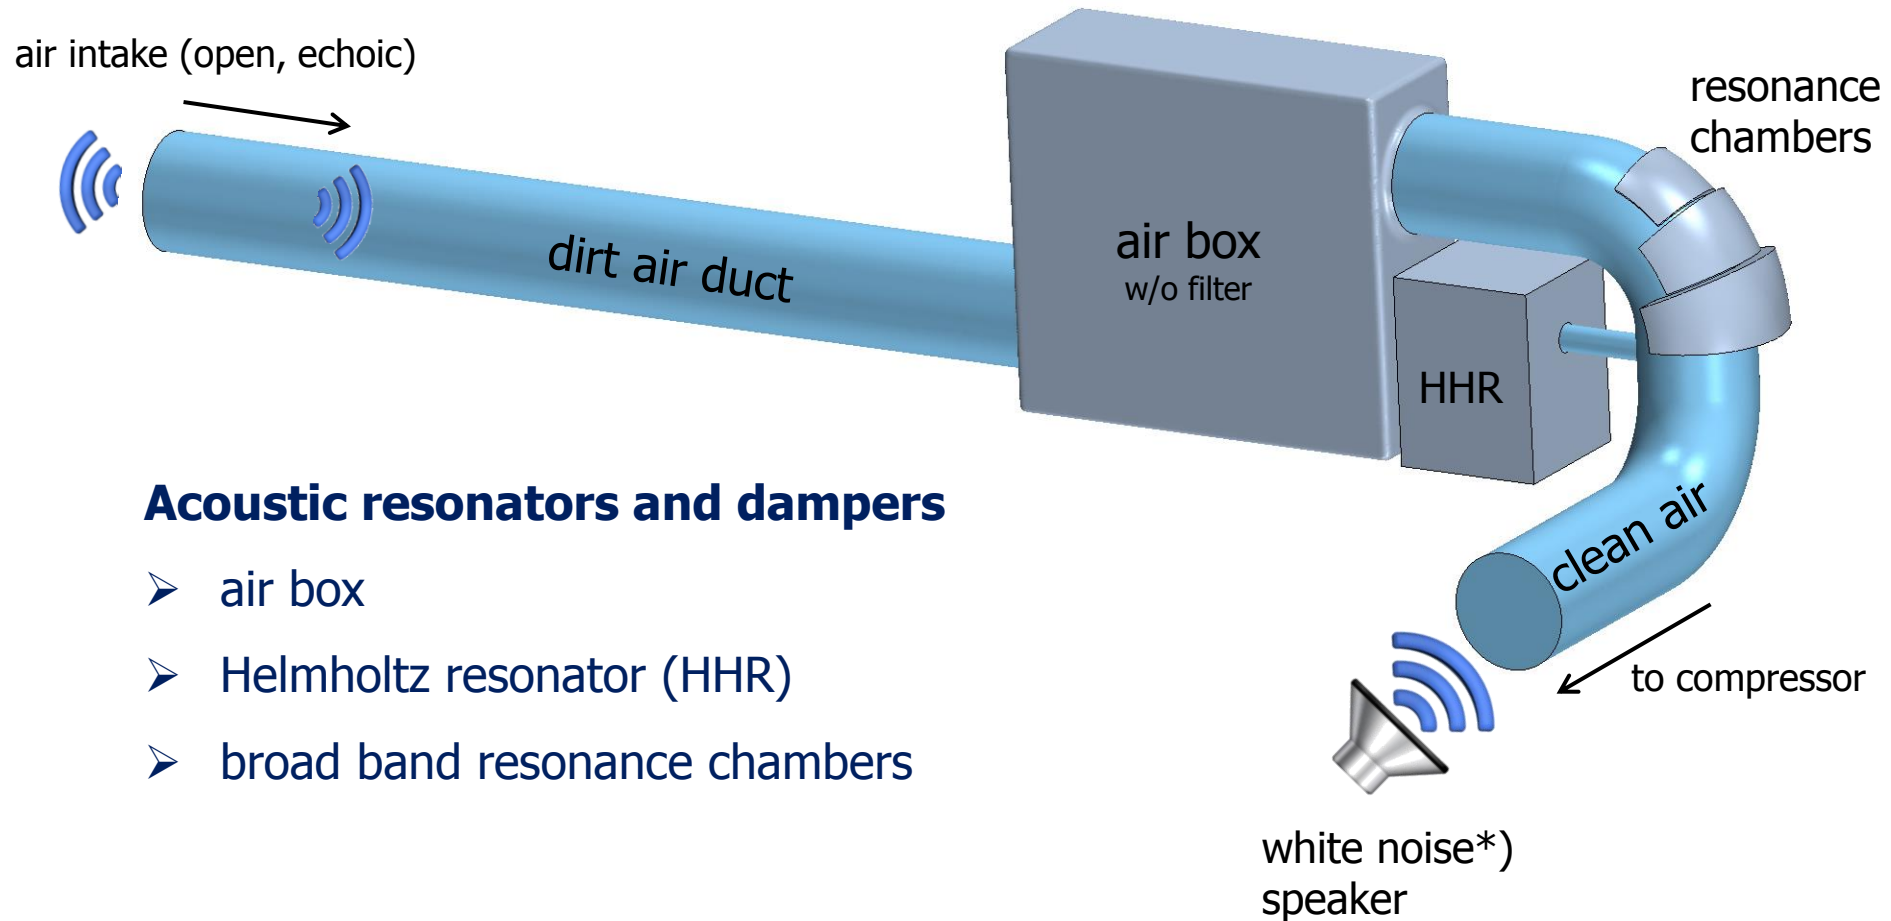 air intake (open, echoic)
resonance
chambers
air box
w/o filter
dirt air duct
HHR
clean air
to compressor
Acoustic resonators and dampers
➢ air box
➢ Helmholtz resonator (HHR)
➢ broad band resonance chambers
white noise*)
speaker